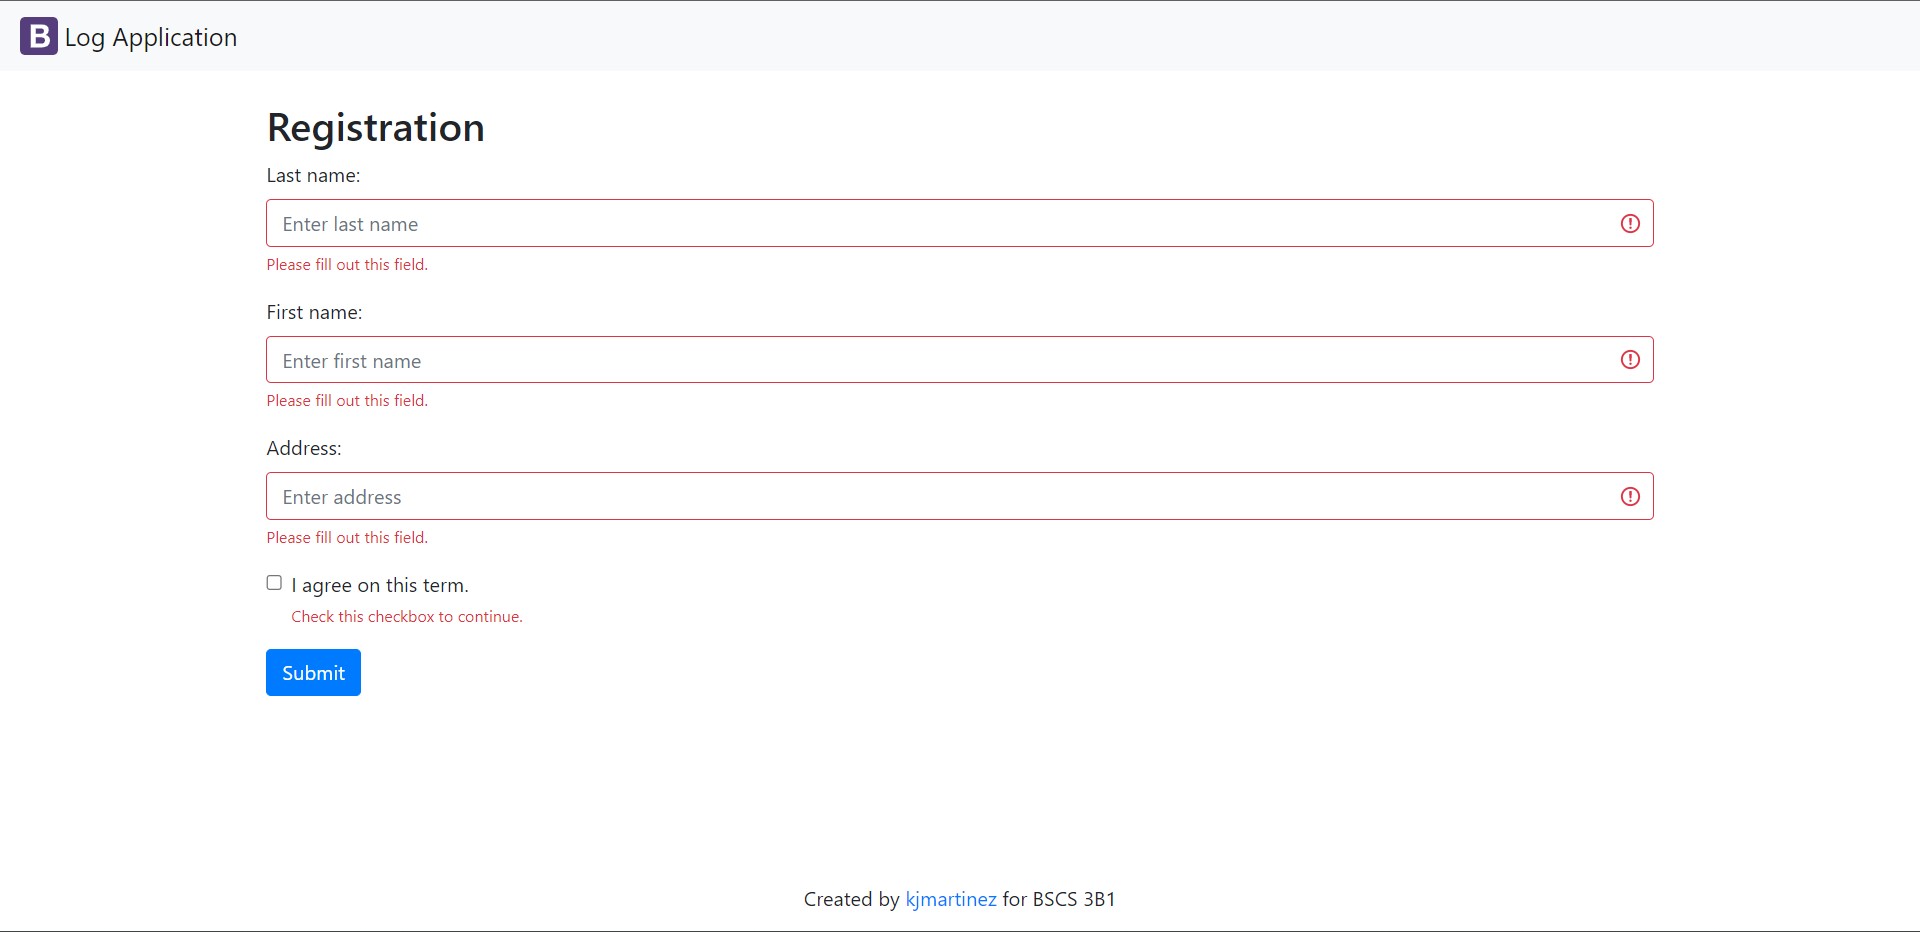 B Log Application
Registration
Last name:
Enter last name
Please fill out this field.
First name:
Enter first name
Please fill out this field.
Address:
Enter address
Please fill out this field.
I agree on this term.
Check this checkbox to continue.
Submit
Created by kjmartinez for BSCS 3B1